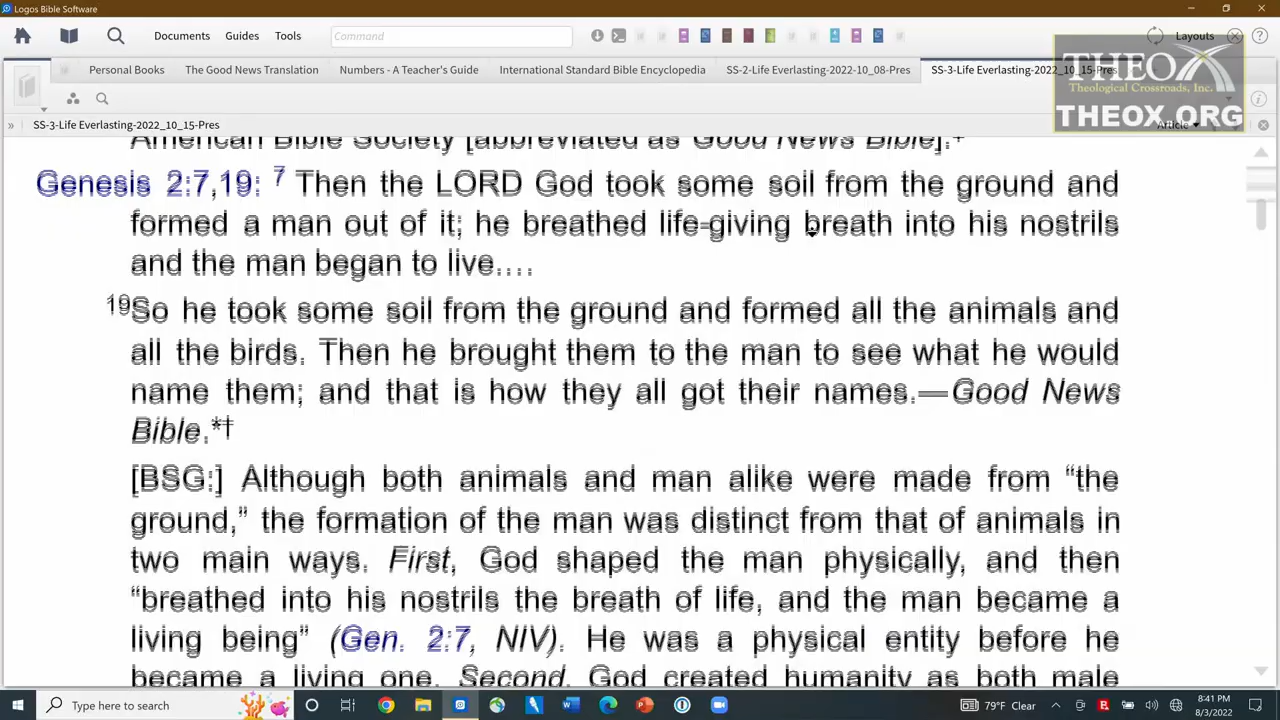 Logos Bible Software
Documents Guides Tools Command Layouts
Personal Books The Good News Translation International Standard Bible Encyclopedia SS-2-Life Everlasting-2022-10_08-Pres SS-3-Life Everlasting-2022_10_15-Pres
THEOX
Theological Crossroads, Inc.
THEOX.ORG
SS-3-Life Everlasting-2022_10_15-Pres Article
American Bible Society [abbreviated as Good News Bible].†
Genesis 2:7,19: 7 Then the LORD God took some soil from the ground and
formed a man out of it; he breathed life-giving breath into his nostrils
and the man began to live....
19So he took some soil from the ground and formed all the animals and
all the birds. Then he brought them to the man to see what he would
name them; and that is how they all got their names.—Good News
Bible.*†
[BSG:] Although both animals and man alike were made from “the
ground,” the formation of the man was distinct from that of animals in
two main ways. First, God shaped the man physically, and then
“breathed into his nostrils the breath of life, and the man became a
living being” (Gen. 2:7, NIV). He was a physical entity before he
became a living one. Second, God created humanity as both male
Type here to search 79°F Clear 8:41 PM
8/3/2022